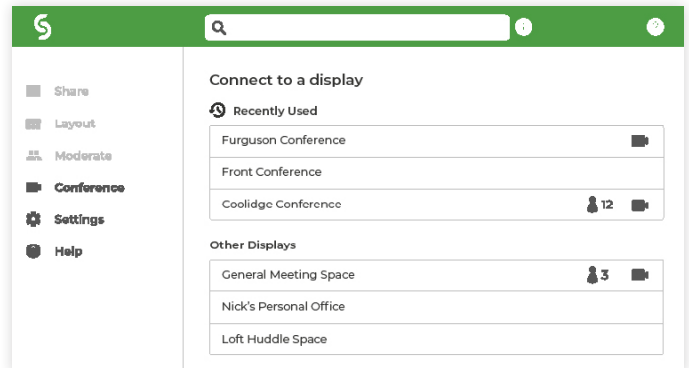 Connect to a display
Share
Recently Used
Layout
Furguson Conference
Moderate
Front Conference
Conference
Coolidge Conference 12
Settings
Other Displays
Help
General Meeting Space 3
Nick's Personal Office
Loft Huddle Space